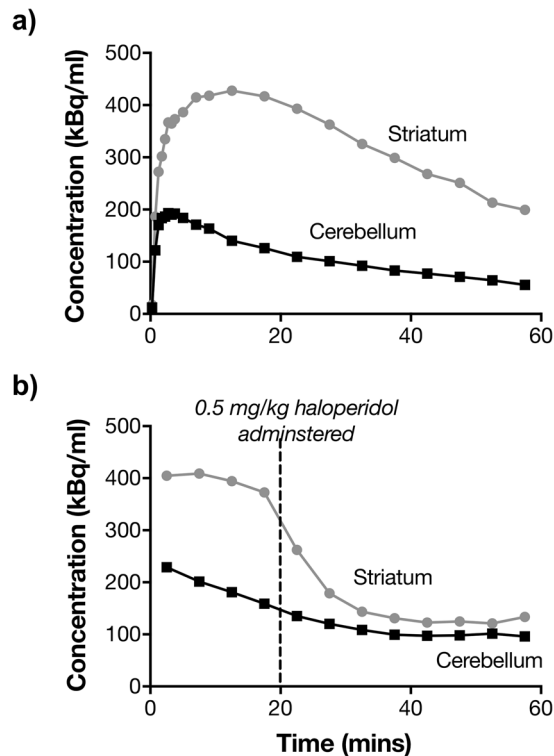 a)
Concentration (kBq/ml)
500
400
300
200
100
0
Striatum
Cerebellum
0 20 40 60
b)
Concentration (kBq/ml)
0.5 mg/kg haloperidol
adminstered
500
400
300
200
100
0
Striatum
Cerebellum
0 20 40 60
Time (mins)